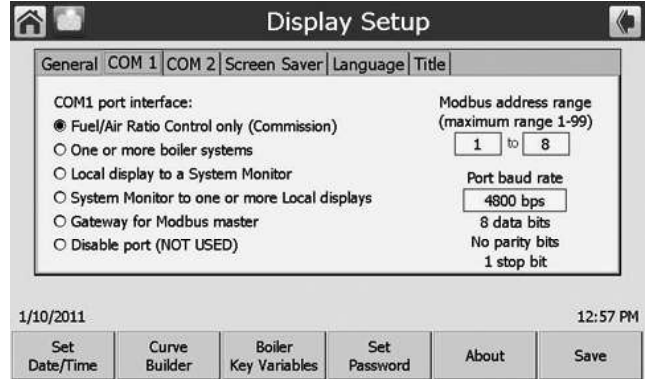 Display Setup
General COM 1 COM 2 Screen Saver Language Title
COM1 port interface:
Fuel/Air Ratio Control only (Commission)
One or more boiler systems
Local display to a System Monitor
System Monitor to one or more Local displays
Gateway for Modbus master
Disable port (NOT USED)
Modbus address range
(maximum range 1-99)
1 to 8
Port baud rate
4800 bps
8 data bits
No parity bits
1 stop bit
1/10/2011
12:57 PM
Set
Date/Time
Curve
Builder
Boiler
Key Variables
Set
Password
About
Save